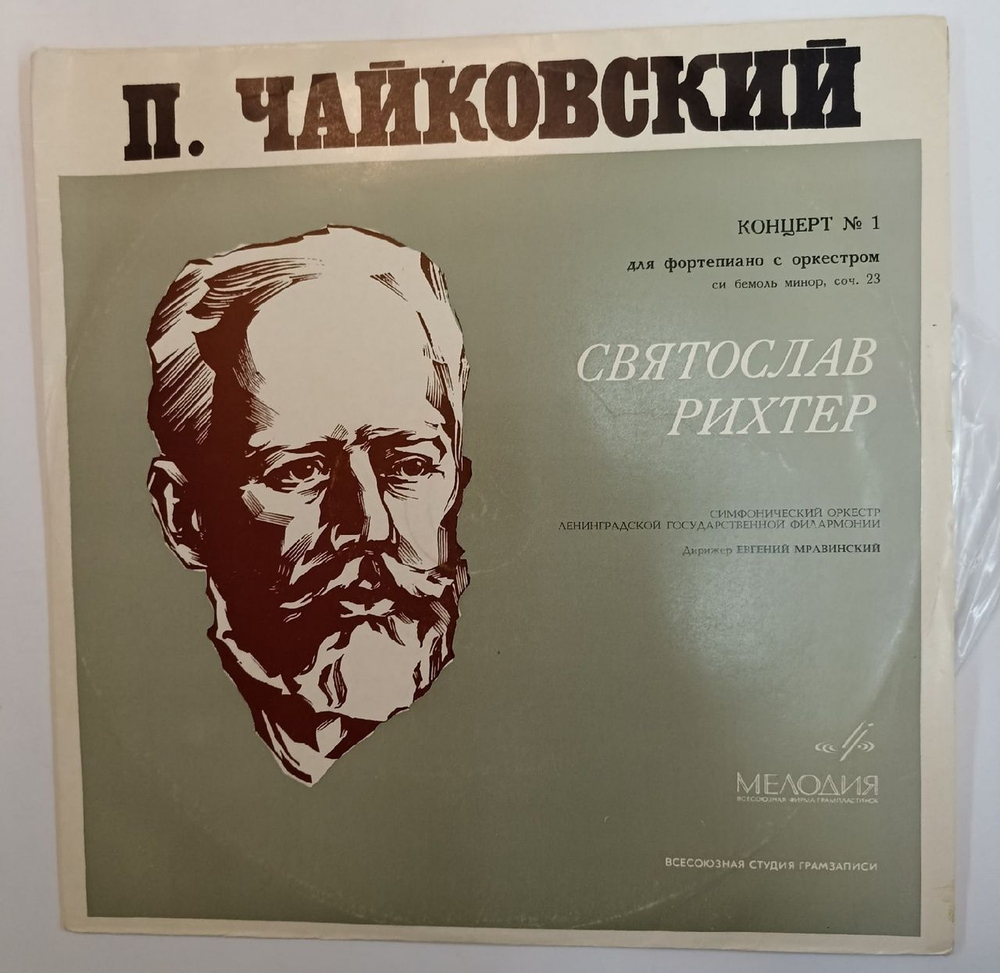 П. ЧАЙКОВСКИЙ
КОНЦЕРТ № 1
для фортепиано с оркестром
си бемоль минор, соч. 23
СВЯТОСЛАВ
РИХТЕР
СИМФОНИЧЕСКИЙ ОРКЕСТР
ЛЕНИНГРАДСКОЙ ГОСУДАРСТВЕННОЙ ФИЛАРМОНИИ
Дирижер ЕВГЕНИЙ МРАВИНСКИЙ
МЕЛОДИЯ
ВСЕСОЮЗНАЯ ФИРМА ГРАМПЛАСТИНОК
ВСЕСОЮЗНАЯ СТУДИЯ ГРАМЗАПИСИ